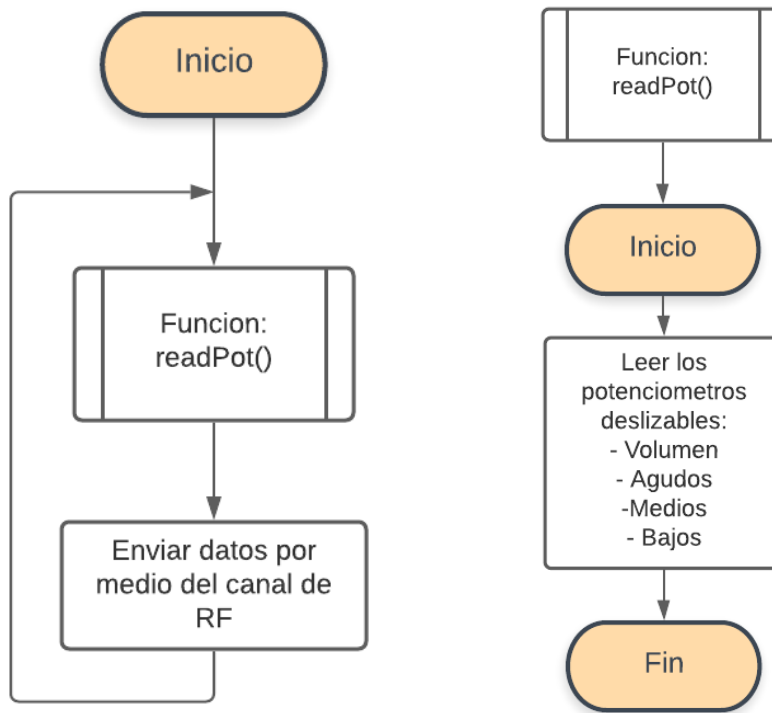 Inicio
Funcion:
readPot()
Enviar datos por
medio del canal de
RF
Funcion:
readPot()
Inicio
Leer los
potenciometros
deslizables:
- Volumen
- Agudos
-Medios
- Bajos
Fin